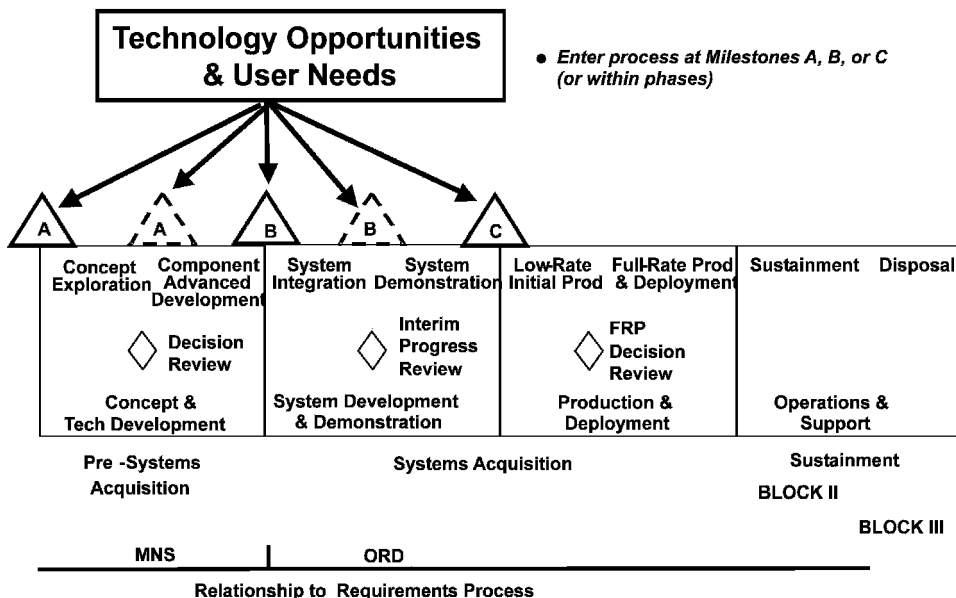 Technology Opportunities
& User Needs
● Enter process at Milestones A, B, or C
(or within phases)
A
A
B
B
C
Concept
Exploration
Component
Advanced
Development
System
Integration
System
Demonstration
Low-Rate
Initial Prod
Full-Rate Prod
& Deployment
Sustainment
Disposal
Decision
Review
Interim
Progress
Review
FRP
Decision
Review
Concept &
Tech Development
System Development
& Demonstration
Production &
Deployment
Operations &
Support
Pre -Systems
Acquisition
Systems Acquisition
Sustainment
BLOCK II
BLOCK III
MNS
ORD
Relationship to Requirements Process